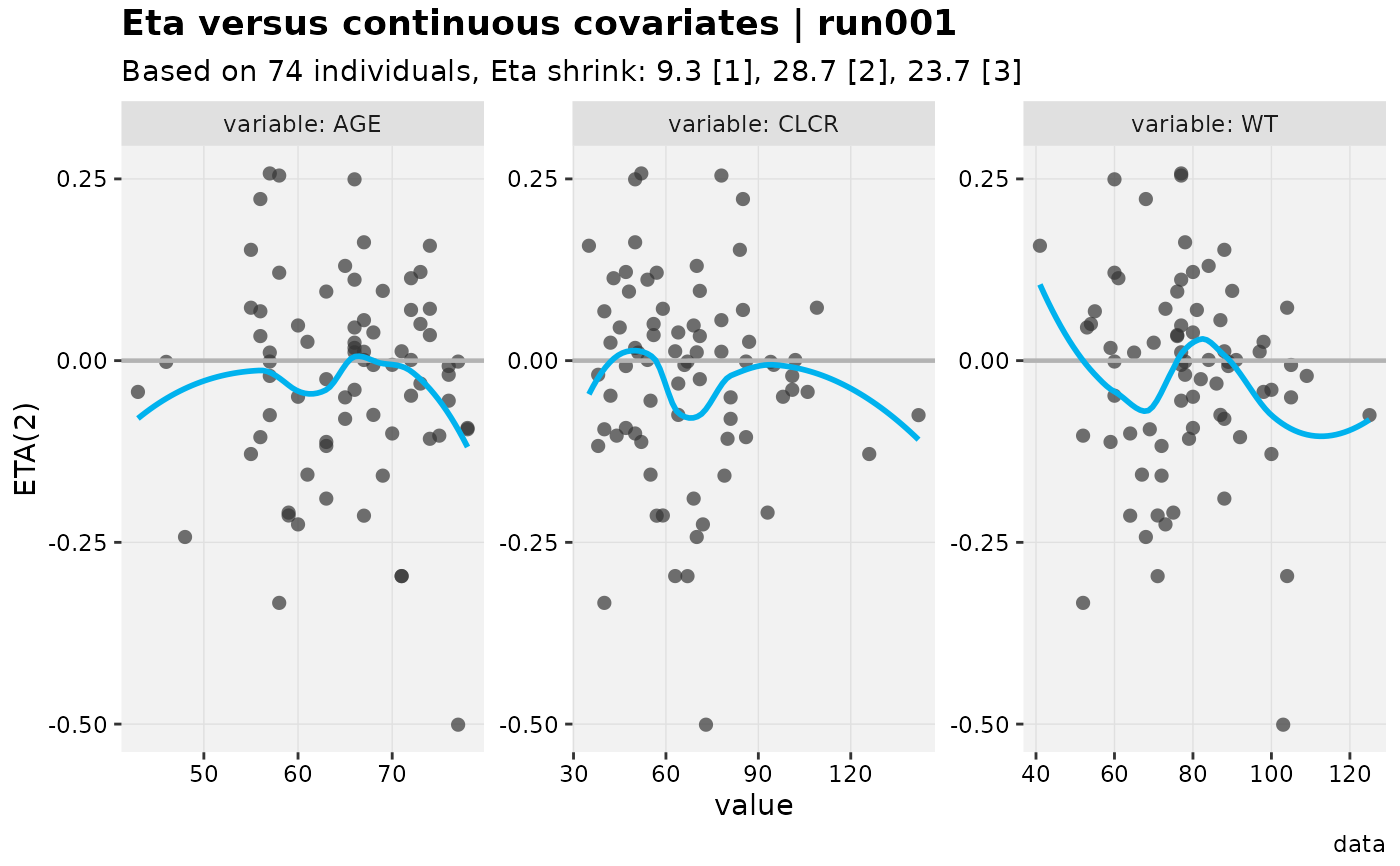 Eta versus continuous covariates | run001
Based on 74 individuals, Eta shrink: 9.3 [1], 28.7 [2], 23.7 [3]
variable: AGE
variable: CLCR
variable: WT
ETA(2)
0.25
0.00
-0.25
-0.50
0.25
0.00
-0.25
-0.50
0.25
0.00
-0.25
-0.50
50 60 70
30 60 90 120
40 60 80 100 120
value
data